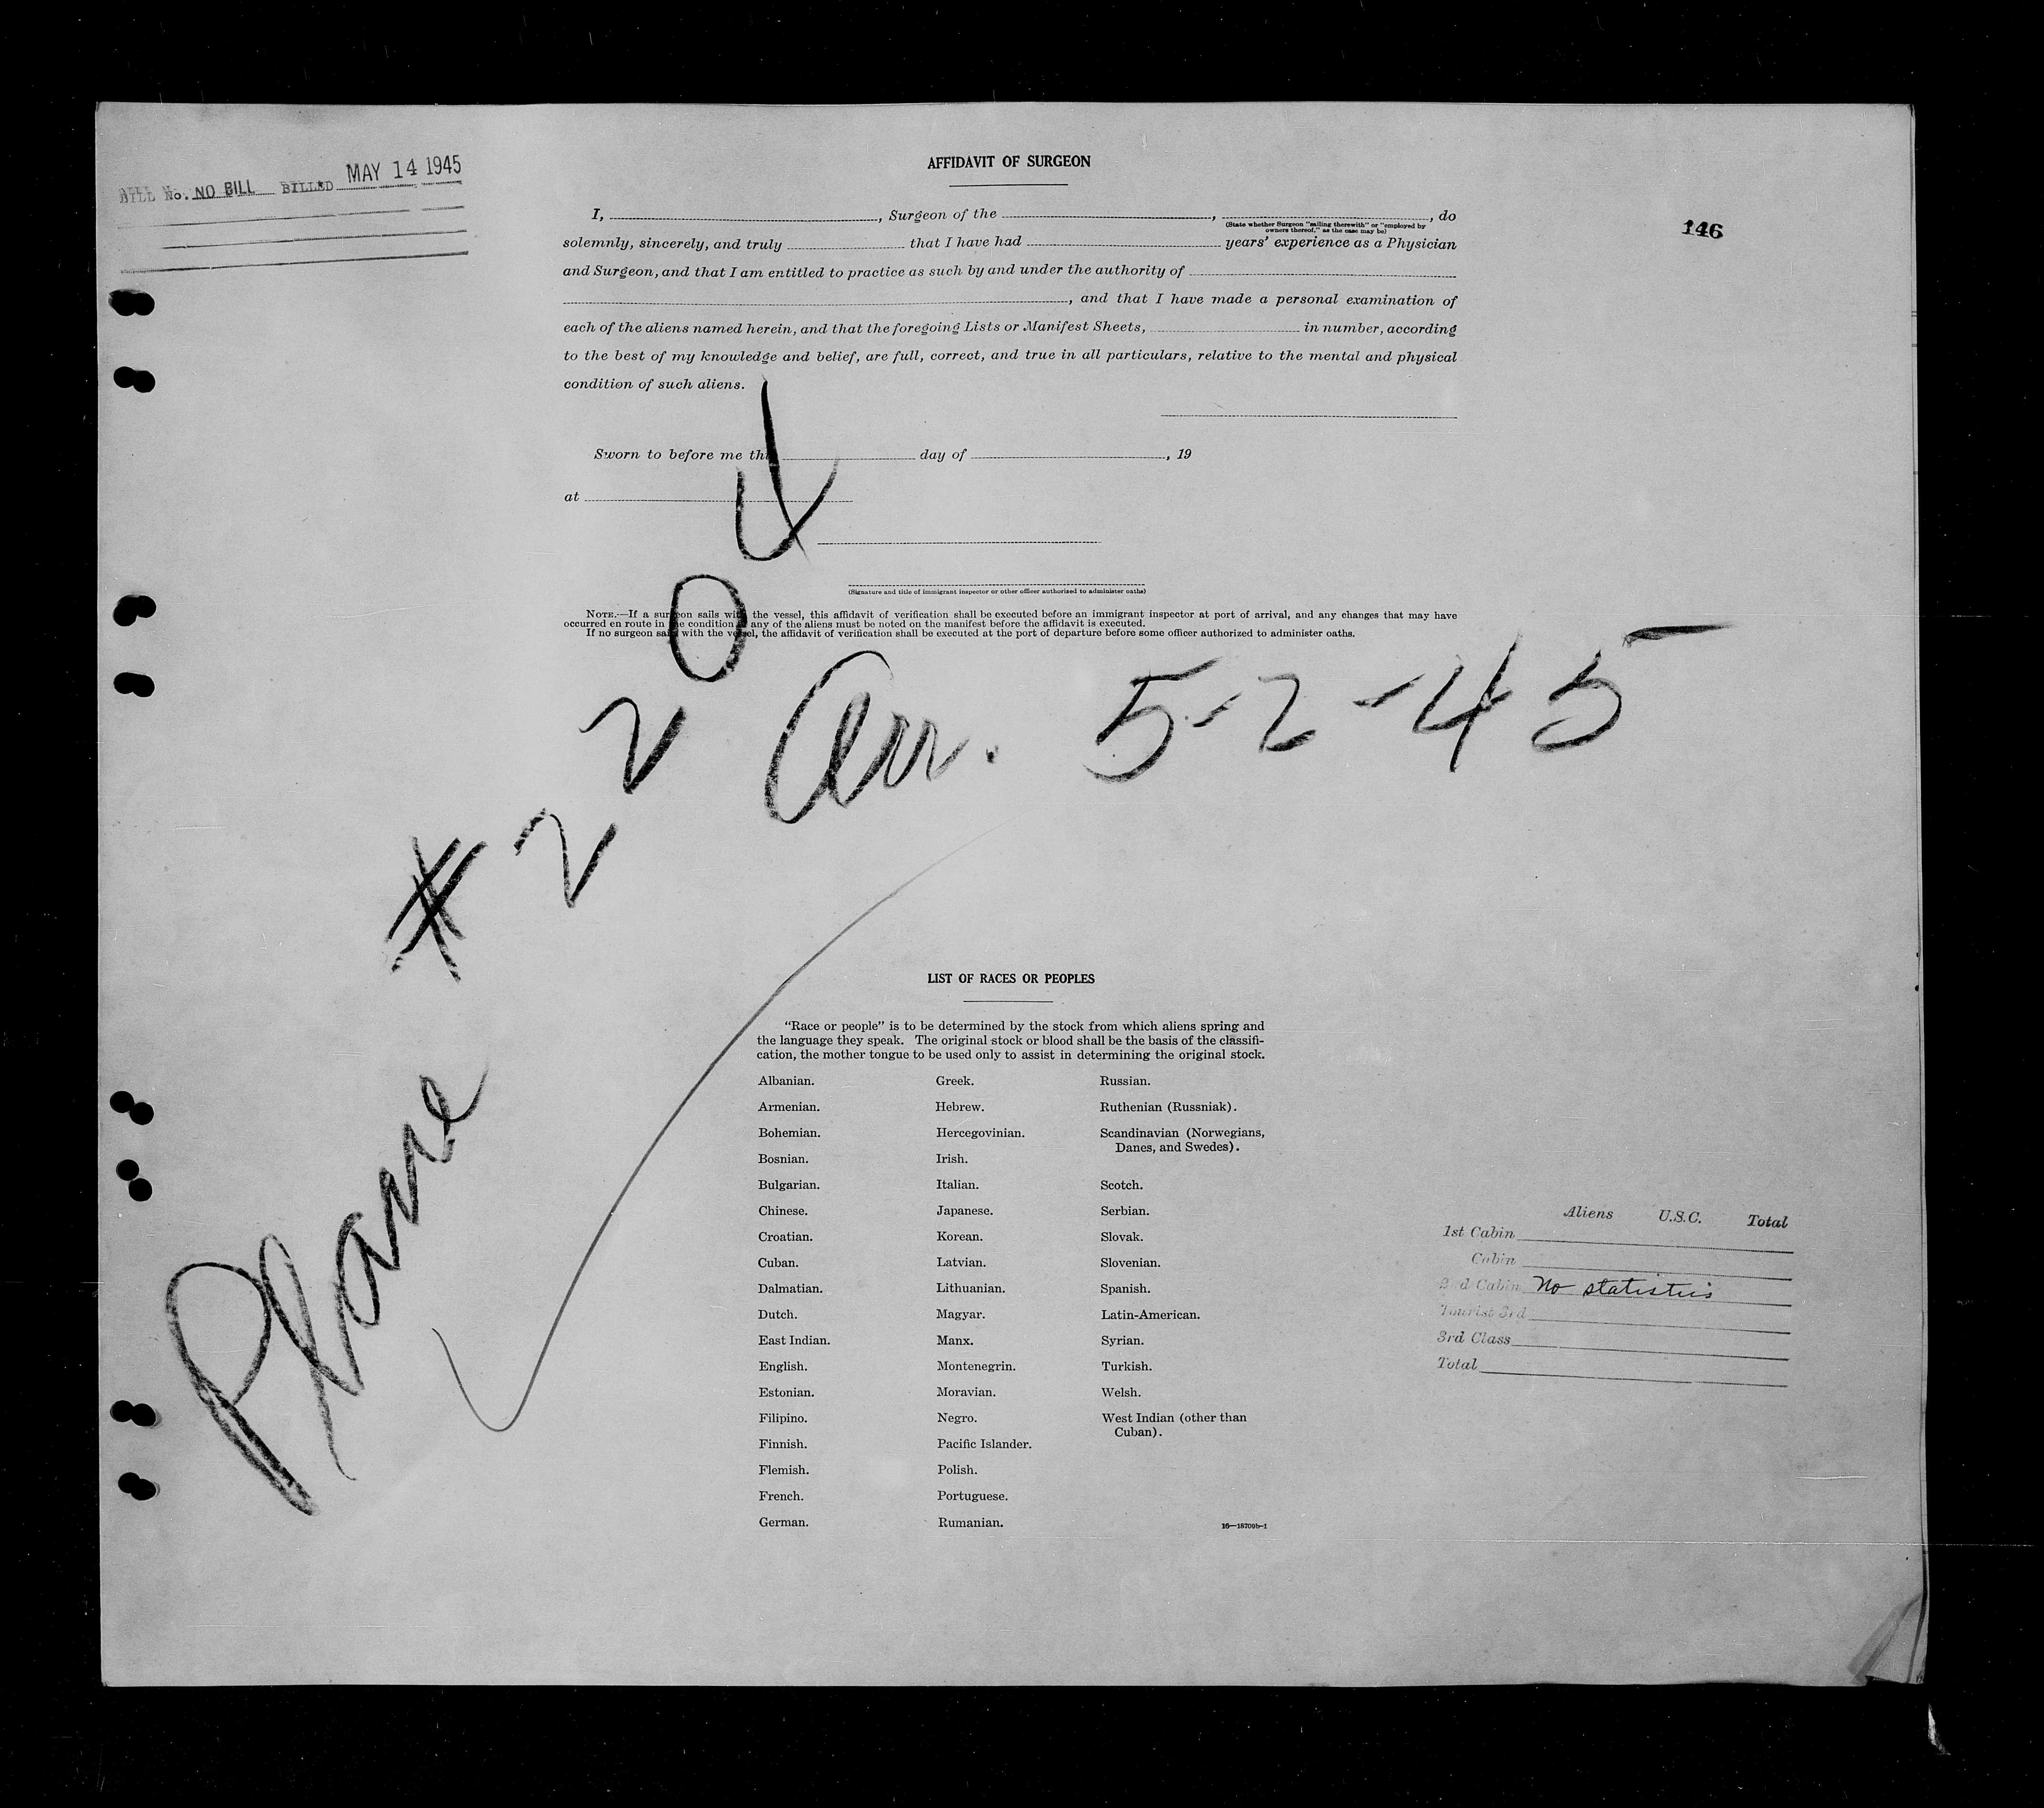 BILL No. NO BILL BILLED MAY 14 1945
146
AFFIDAVIT OF SURGEON
I, , Surgeon of the , , do
(State whether Surgeon "sailing therewith" or "employed by
owners thereof," as the case may be)
solemnly, sincerely, and truly that I have had years' experience as a Physician
and Surgeon, and that I am entitled to practice as such by and under the authority of
, and that I have made a personal examination of
each of the aliens named herein, and that the foregoing Lists or Manifest Sheets, in number, according
to the best of my knowledge and belief, are full, correct, and true in all particulars, relative to the mental and physical
condition of such aliens.
Sworn to before me this day of , 19
at
(Signature and title of immigrant inspector or other officer authorized to administer oaths)
NOTE.—If a surgeon sails with the vessel, this affidavit of verification shall be executed before an immigrant inspector at port of arrival, and any changes that may have
occurred en route in the condition of any of the aliens must be noted on the manifest before the affidavit is executed.
If no surgeon sails with the vessel, the affidavit of verification shall be executed at the port of departure before some officer authorized to administer oaths.
Plane # 2204
Arr. 5-2-45
LIST OF RACES OR PEOPLES
"Race or people" is to be determined by the stock from which aliens spring and
the language they speak. The original stock or blood shall be the basis of the classifi-
cation, the mother tongue to be used only to assist in determining the original stock.
Albanian.
Armenian.
Bohemian.
Bosnian.
Bulgarian.
Chinese.
Croatian.
Cuban.
Dalmatian.
Dutch.
East Indian.
English.
Estonian.
Filipino.
Finnish.
Flemish.
French.
German.
Greek.
Hebrew.
Hercegovinian.
Irish.
Italian.
Japanese.
Korean.
Latvian.
Lithuanian.
Magyar.
Manx.
Montenegrin.
Moravian.
Negro.
Pacific Islander.
Polish.
Portuguese.
Rumanian.
Russian.
Ruthenian (Russniak).
Scandinavian (Norwegians,
Danes, and Swedes).
Scotch.
Serbian.
Slovak.
Slovenian.
Spanish.
Latin-American.
Syrian.
Turkish.
Welsh.
West Indian (other than
Cuban).
16—18709b-1
Aliens U.S.C. Total
1st Cabin
Cabin
2nd Cabin No statistics
Tourist 3rd
3rd Class
Total